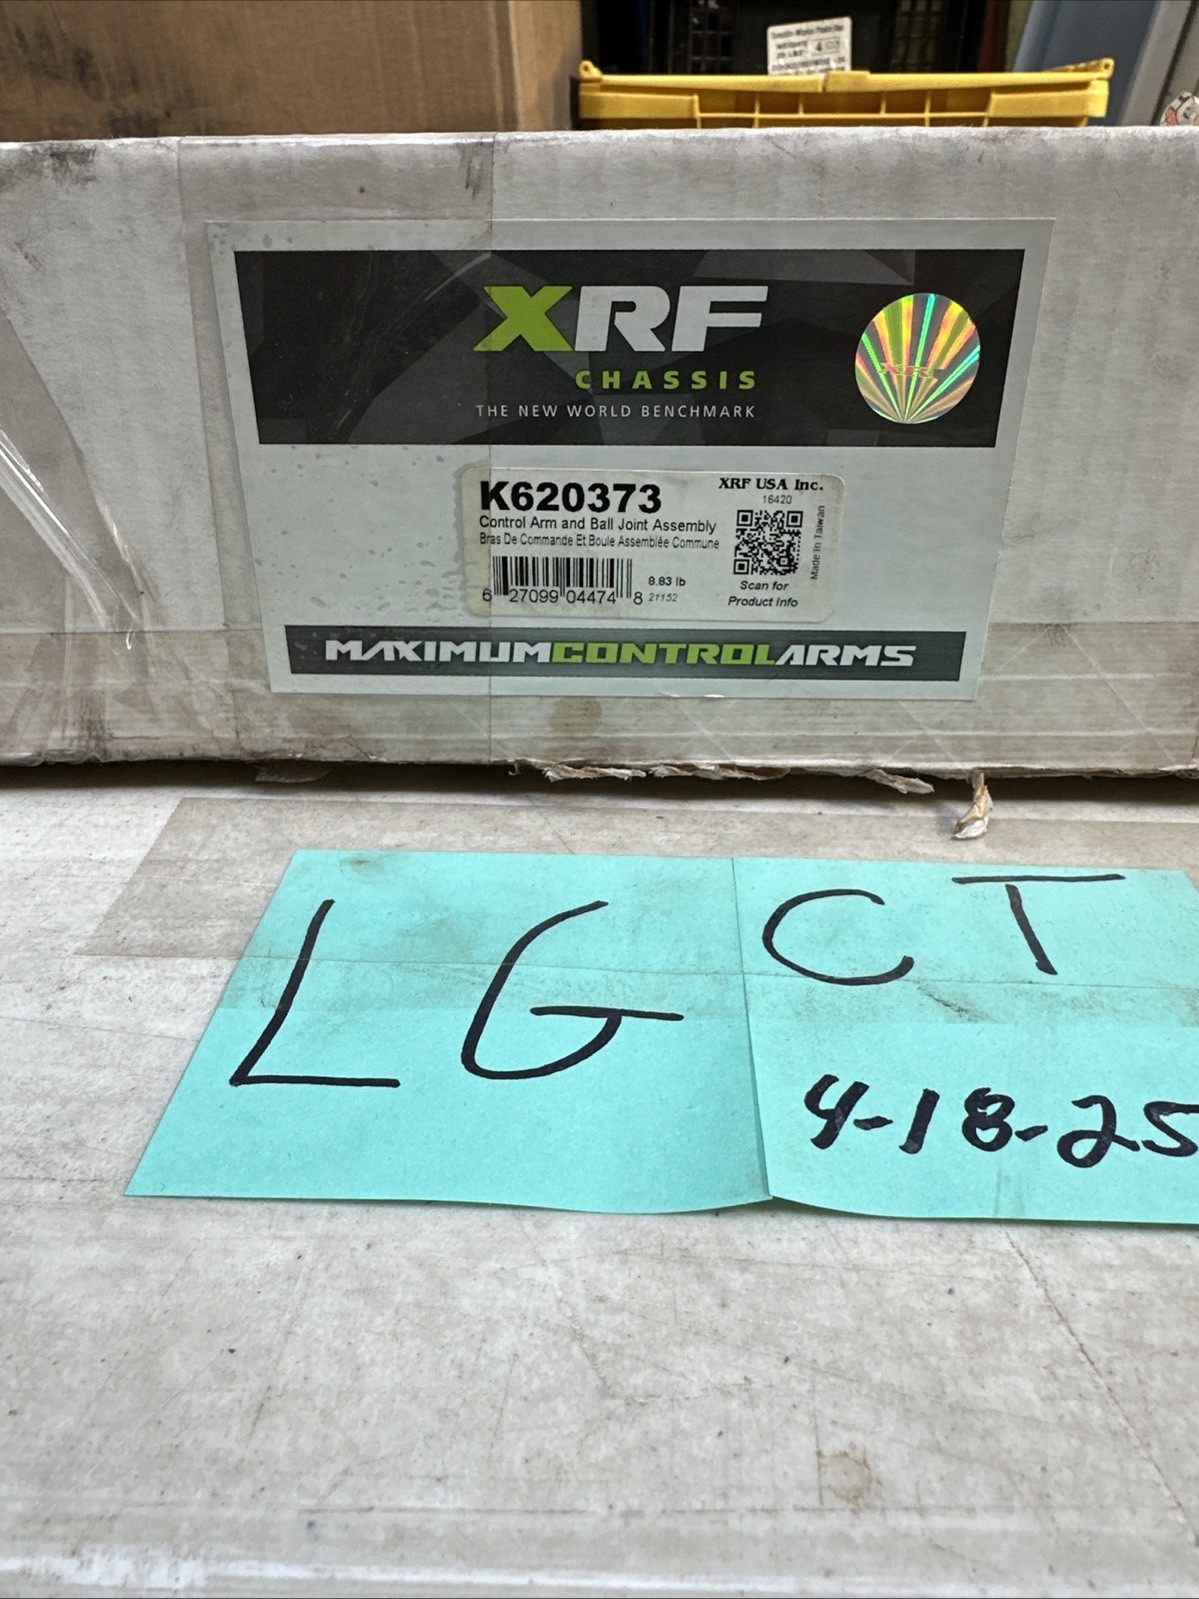 XRF
CHASSIS
THE NEW WORLD BENCHMARK
K620373
XRF USA Inc.
16420
Control Arm and Ball Joint Assembly
Bras De Commande Et Boule Assemblée Commune
Made In Taiwan
8.83 lb
6 27099 04474 8 21152
Scan for
Product Info
MAXIMUMCONTROLARMS
LG CT
4-18-25